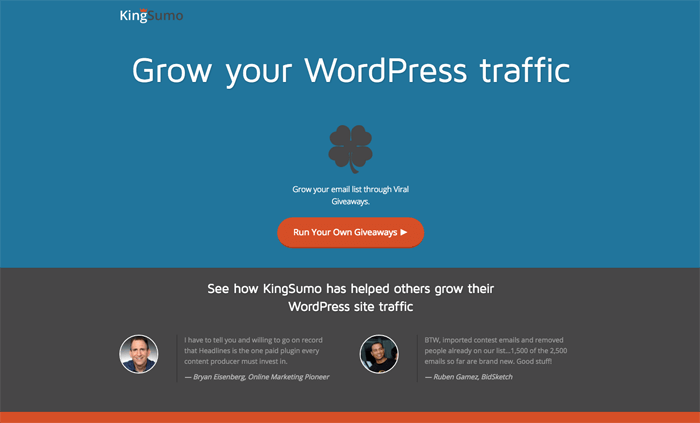 KingSumo
Grow your WordPress traffic
Grow your email list through Viral
Giveaways.
Run Your Own Giveaways ►
See how KingSumo has helped others grow their
WordPress site traffic
I have to tell you and willing to go on record
that Headlines is the one paid plugin every
content producer must invest in.
— Bryan Eisenberg, Online Marketing Pioneer
BTW, imported contest emails and removed
people already on our list...1,500 of the 2,500
emails so far are brand new. Good stuff!
— Ruben Gamez, BidSketch